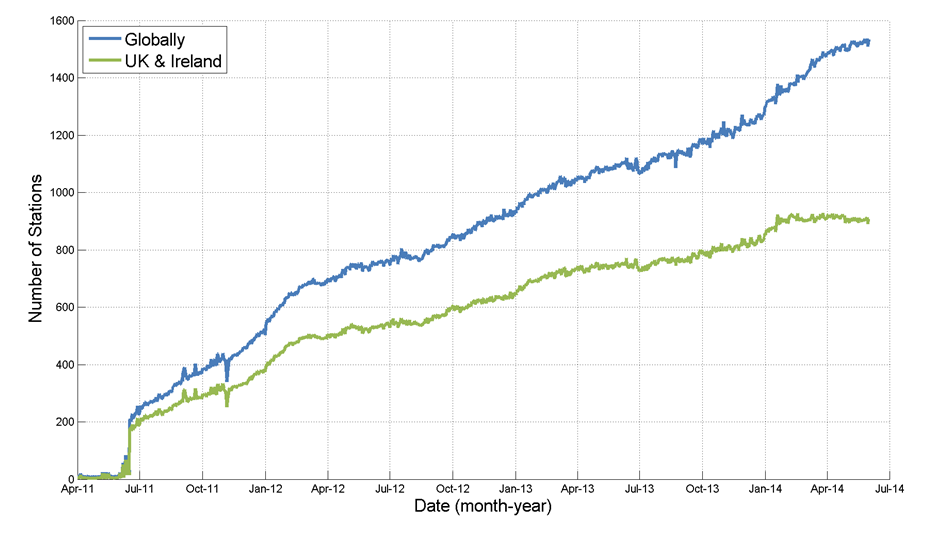 1600
1400
1200
1000
800
600
400
200
0
Number of Stations
Globally
UK & Ireland
Apr-11 Jul-11 Oct-11 Jan-12 Apr-12 Jul-12 Oct-12 Jan-13 Apr-13 Jul-13 Oct-13 Jan-14 Apr-14 Jul-14
Date (month-year)